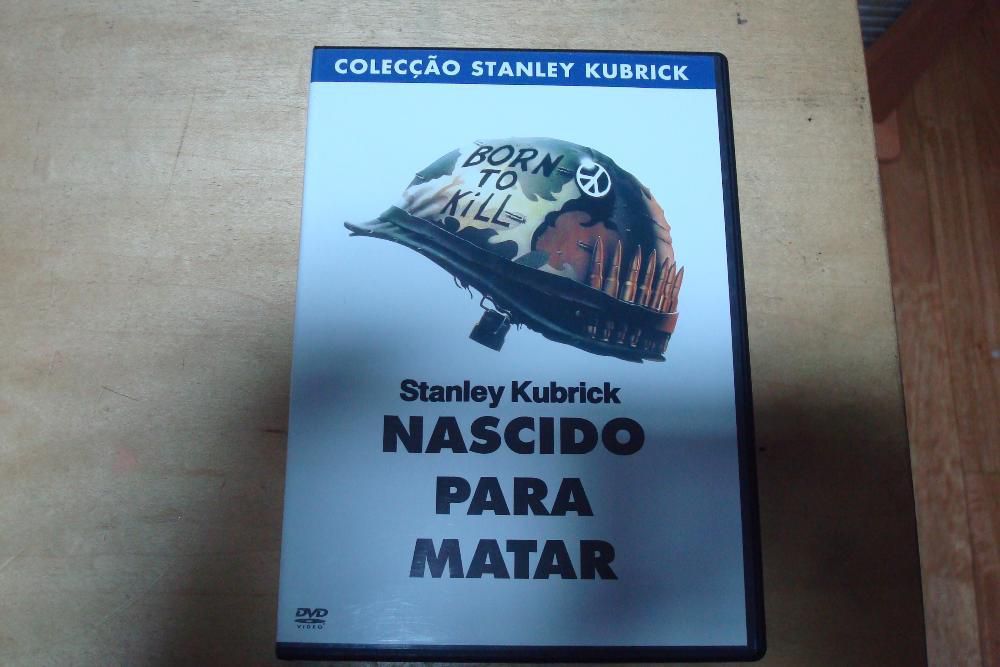 COLECÇÃO STANLEY KUBRICK
BORN
TO
KiLL
Stanley Kubrick
NASCIDO
PARA
MATAR
DVD
VIDEO